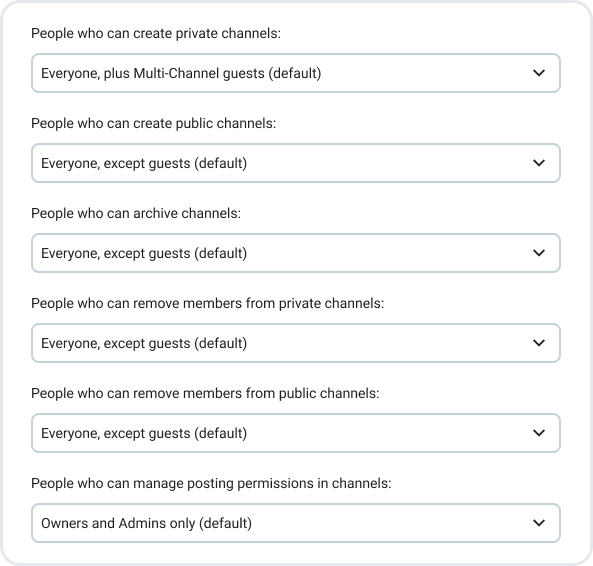 People who can create private channels:
Everyone, plus Multi-Channel guests (default)
People who can create public channels:
Everyone, except guests (default)
People who can archive channels:
Everyone, except guests (default)
People who can remove members from private channels:
Everyone, except guests (default)
People who can remove members from public channels:
Everyone, except guests (default)
People who can manage posting permissions in channels:
Owners and Admins only (default)